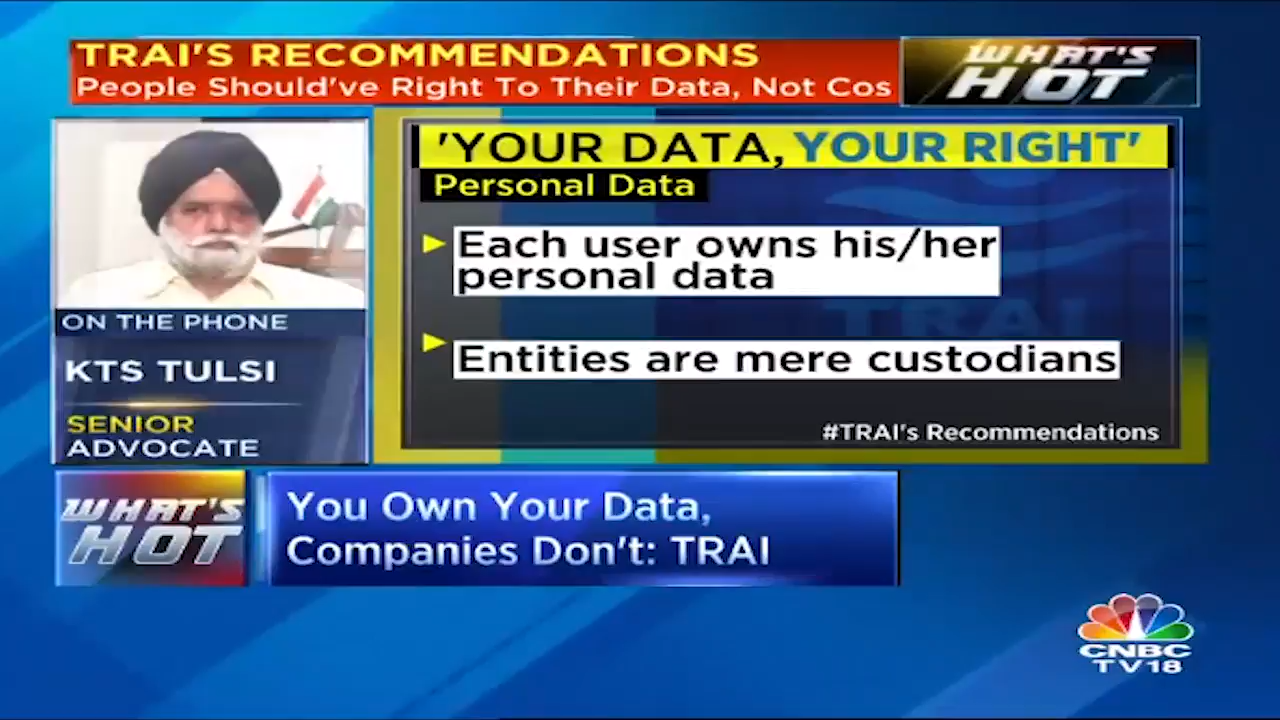 TRAI'S RECOMMENDATIONS
People Should've Right To Their Data, Not Cos
WHAT'S
HOT
'YOUR DATA, YOUR RIGHT'
Personal Data
Each user owns his/her
personal data
TRAI
Entities are mere custodians
#TRAI's Recommendations
ON THE PHONE
KTS TULSI
SENIOR
ADVOCATE
WHAT'S
HOT
You Own Your Data,
Companies Don't: TRAI
CNBC
TV18